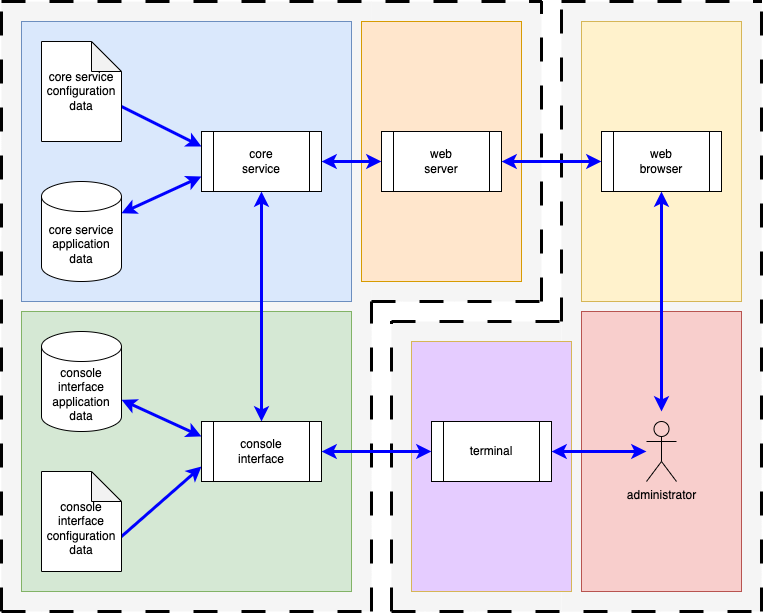 core service
configuration
data
core
service
web
server
web
browser
core service
application
data
console
interface
application
data
console
interface
terminal
administrator
console
interface
configuration
data